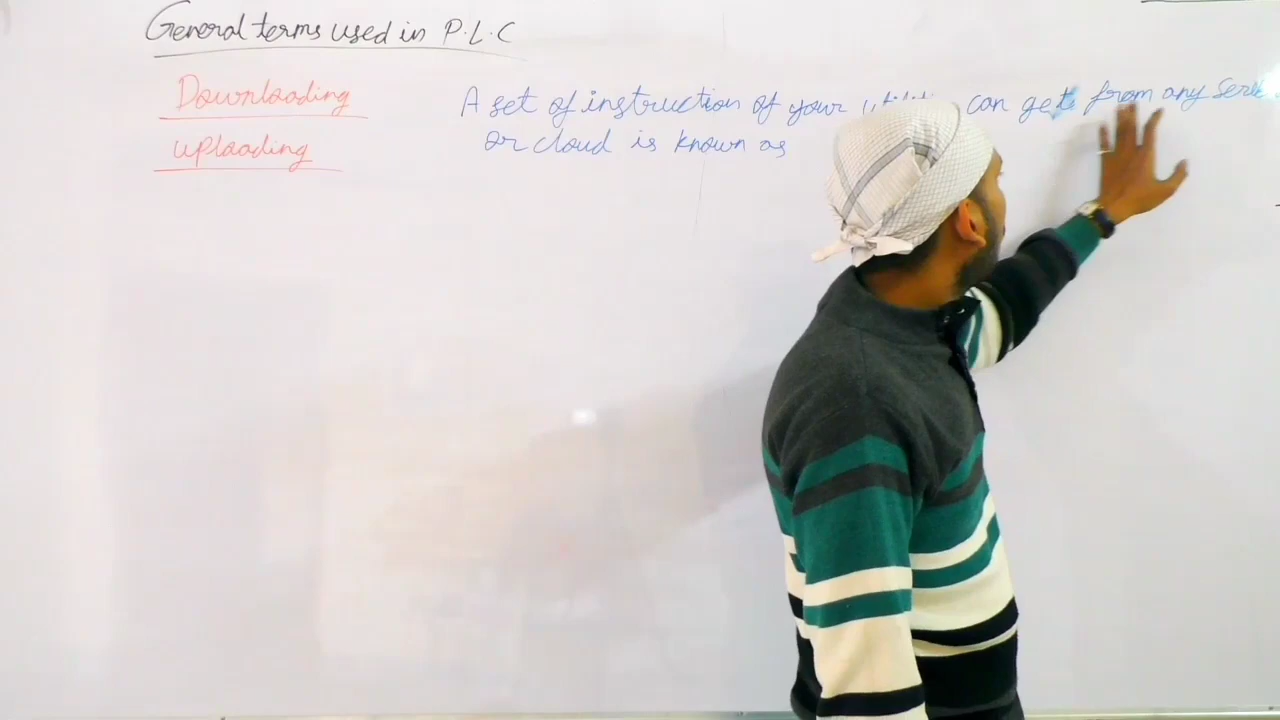 General terms used in P.L.C
Downloading
uploading
A set of instruction of your can get from any
or cloud is known as